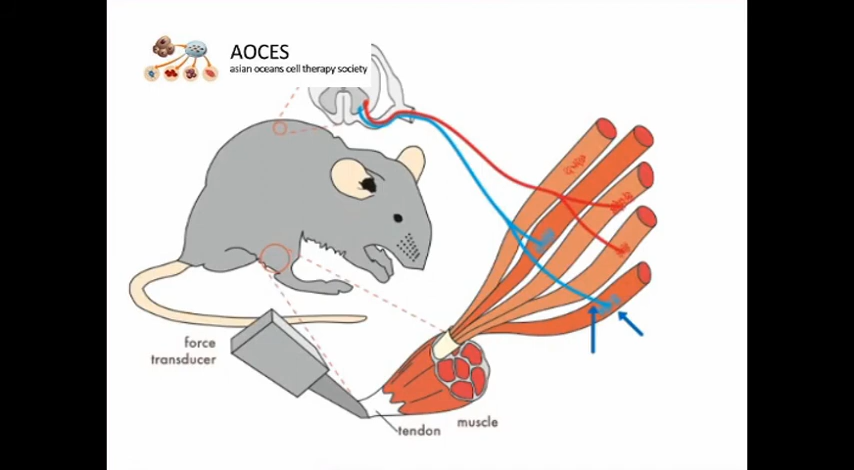 AOCES
asian oceans cell therapy society
force
transducer
tendon
muscle